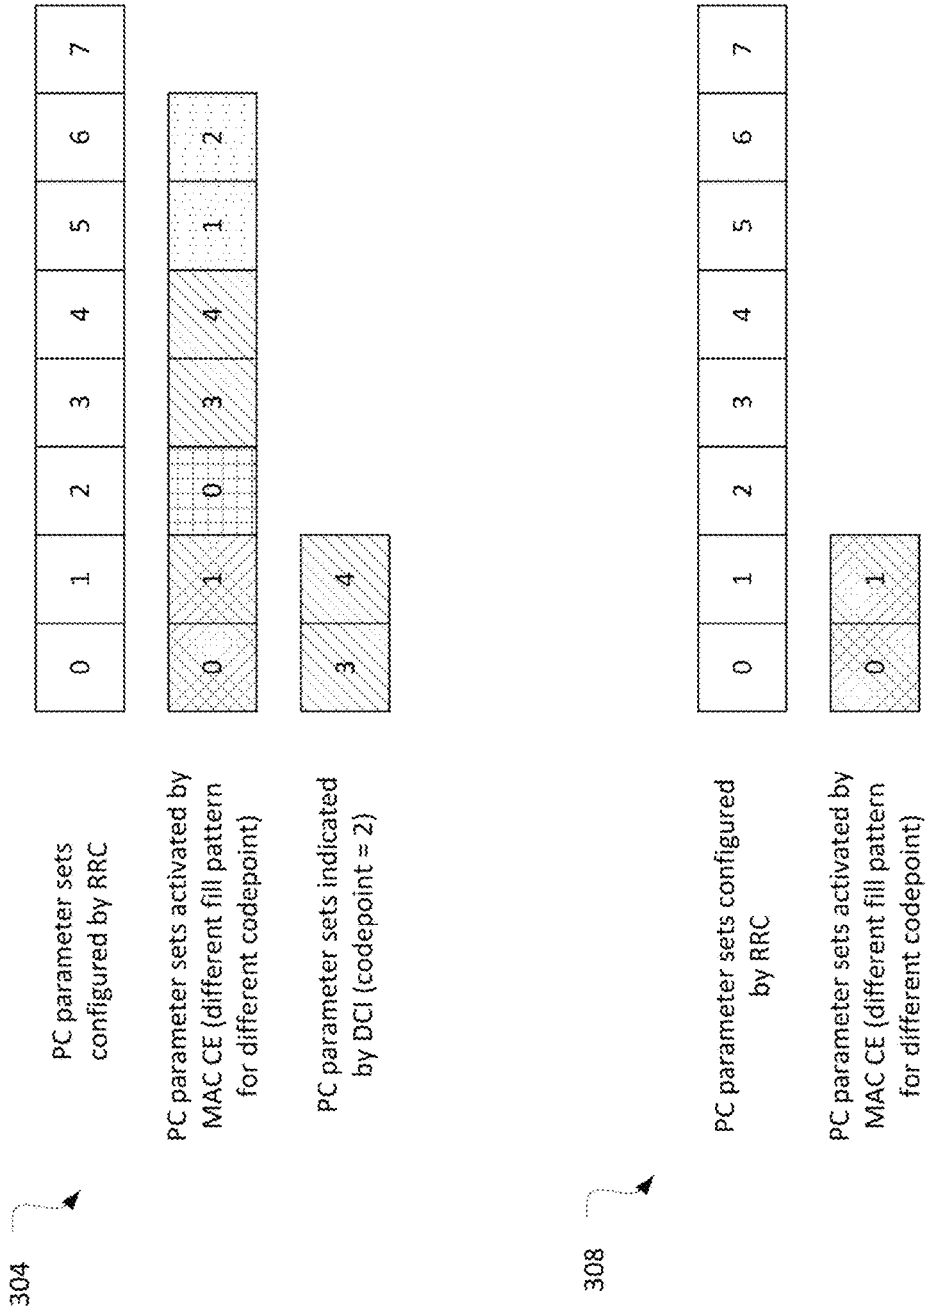 304
PC parameter sets
configured by RRC
0 1 2 3 4 5 6 7
PC parameter sets activated by
MAC CE (different fill pattern
for different codepoint)
0 1 0 3 4 1 2
PC parameter sets indicated
by DCI (codepoint = 2)
3 4
308
PC parameter sets configured
by RRC
0 1 2 3 4 5 6 7
PC parameter sets activated by
MAC CE (different fill pattern
for different codepoint)
0 1